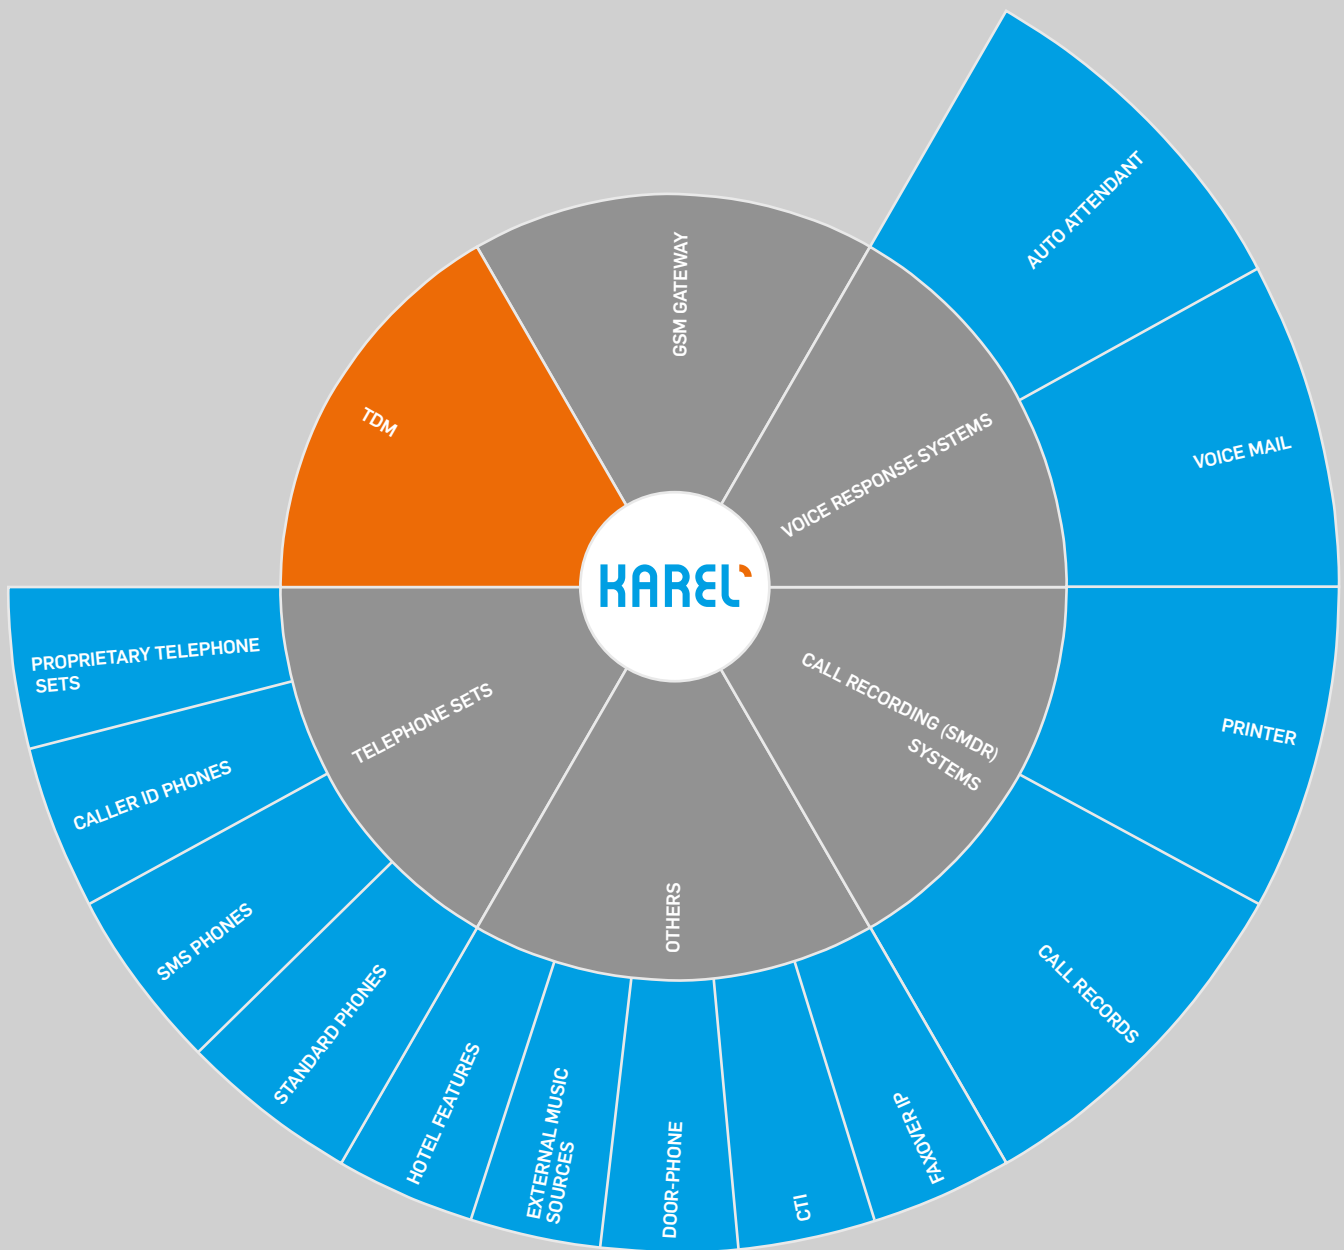 AUTO ATTENDANT
GSM GATEWAY
TDM
VOICE RESPONSE SYSTEMS
VOICE MAIL
KAREL
PROPRIETARY TELEPHONE
SETS
TELEPHONE SETS
CALL RECORDING (SMDR)
SYSTEMS
PRINTER
CALLER ID PHONES
SMS PHONES
OTHERS
CALL RECORDS
STANDARD PHONES
HOTEL FEATURES
EXTERNAL MUSIC
SOURCES
DOOR-PHONE
CTI
FAXOVER IP